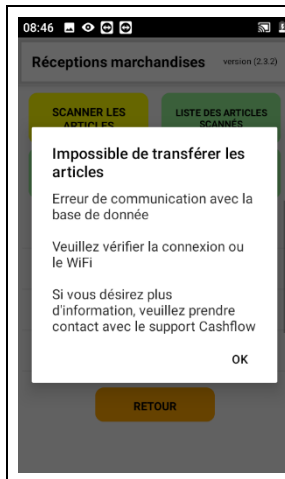 08:46
Réceptions marchandises version (2.3.2)
SCANNER LES
ARTICLES
LISTE DES ARTICLES
SCANNÉS
Impossible de transférer les
articles
Erreur de communication avec la
base de donnée
Veuillez vérifier la connexion ou
le WiFi
Si vous désirez plus
d'information, veuillez prendre
contact avec le support Cashflow
OK
RETOUR